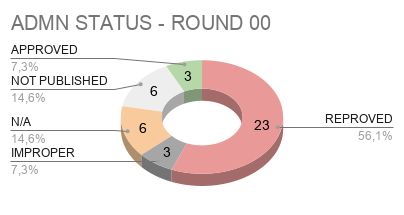 ADMN STATUS - ROUND 00
APPROVED
7,3%
NOT PUBLISHED
14,6%
N/A
14,6%
IMPROPER
7,3%
3
6
6
3
23
REPROVED
56,1%